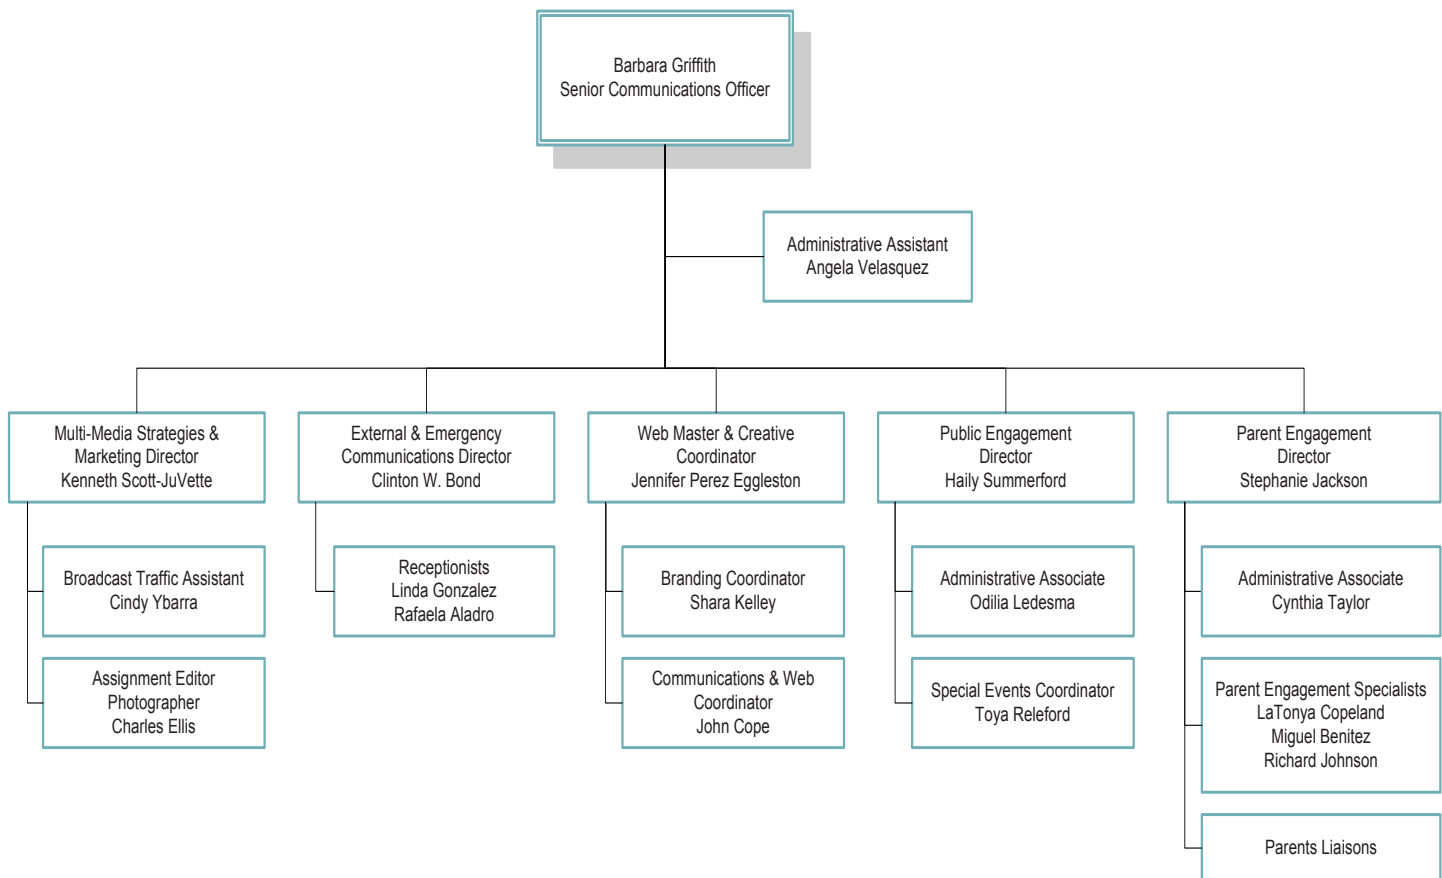 Barbara Griffith
Senior Communications Officer
Administrative Assistant
Angela Velasquez
Multi-Media Strategies &
Marketing Director
Kenneth Scott-JuVette
External & Emergency
Communications Director
Clinton W. Bond
Web Master & Creative
Coordinator
Jennifer Perez Eggleston
Public Engagement
Director
Haily Summerford
Parent Engagement
Director
Stephanie Jackson
Broadcast Traffic Assistant
Cindy Ybarra
Receptionists
Linda Gonzalez
Rafaela Aladro
Branding Coordinator
Shara Kelley
Administrative Associate
Odilia Ledesma
Administrative Associate
Cynthia Taylor
Assignment Editor
Photographer
Charles Ellis
Communications & Web
Coordinator
John Cope
Special Events Coordinator
Toya Releford
Parent Engagement Specialists
LaTonya Copeland
Miguel Benitez
Richard Johnson
Parents Liaisons